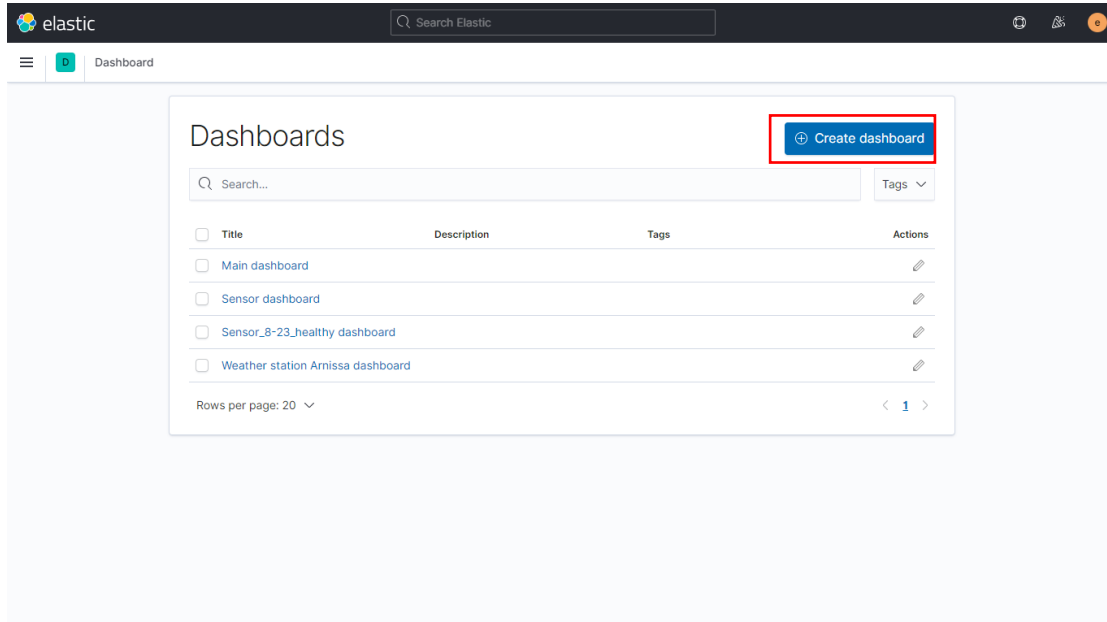 elastic
Search Elastic
e
D
Dashboard
Dashboards
Create dashboard
Search...
Tags
Title Description Tags Actions
Main dashboard
Sensor dashboard
Sensor_8-23_healthy dashboard
Weather station Arnissa dashboard
Rows per page: 20
1